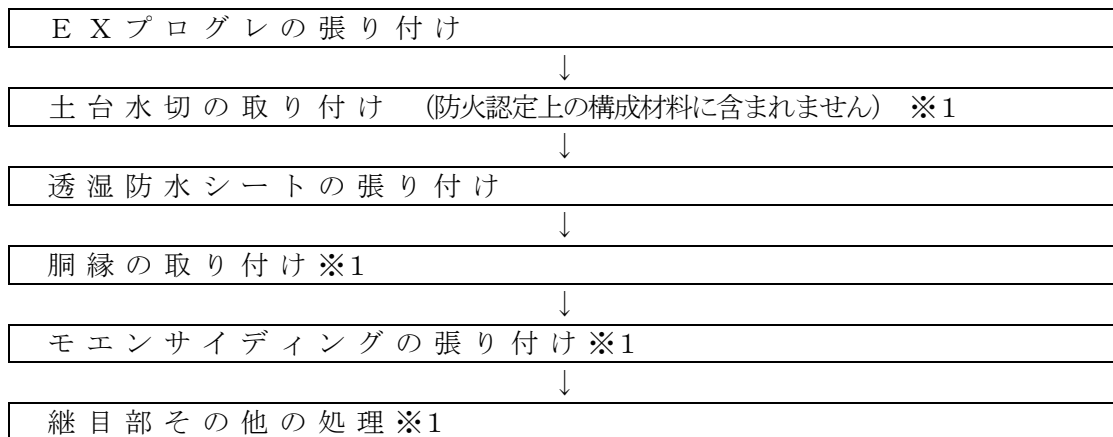 ＥＸプログレの張り付け
↓
土台水切の取り付け　（防火認定上の構成材料に含まれません）　※１
↓
透湿防水シートの張り付け
↓
胴縁の取り付け※１
↓
モエンサイディングの張り付け※１
↓
継目部その他の処理※１